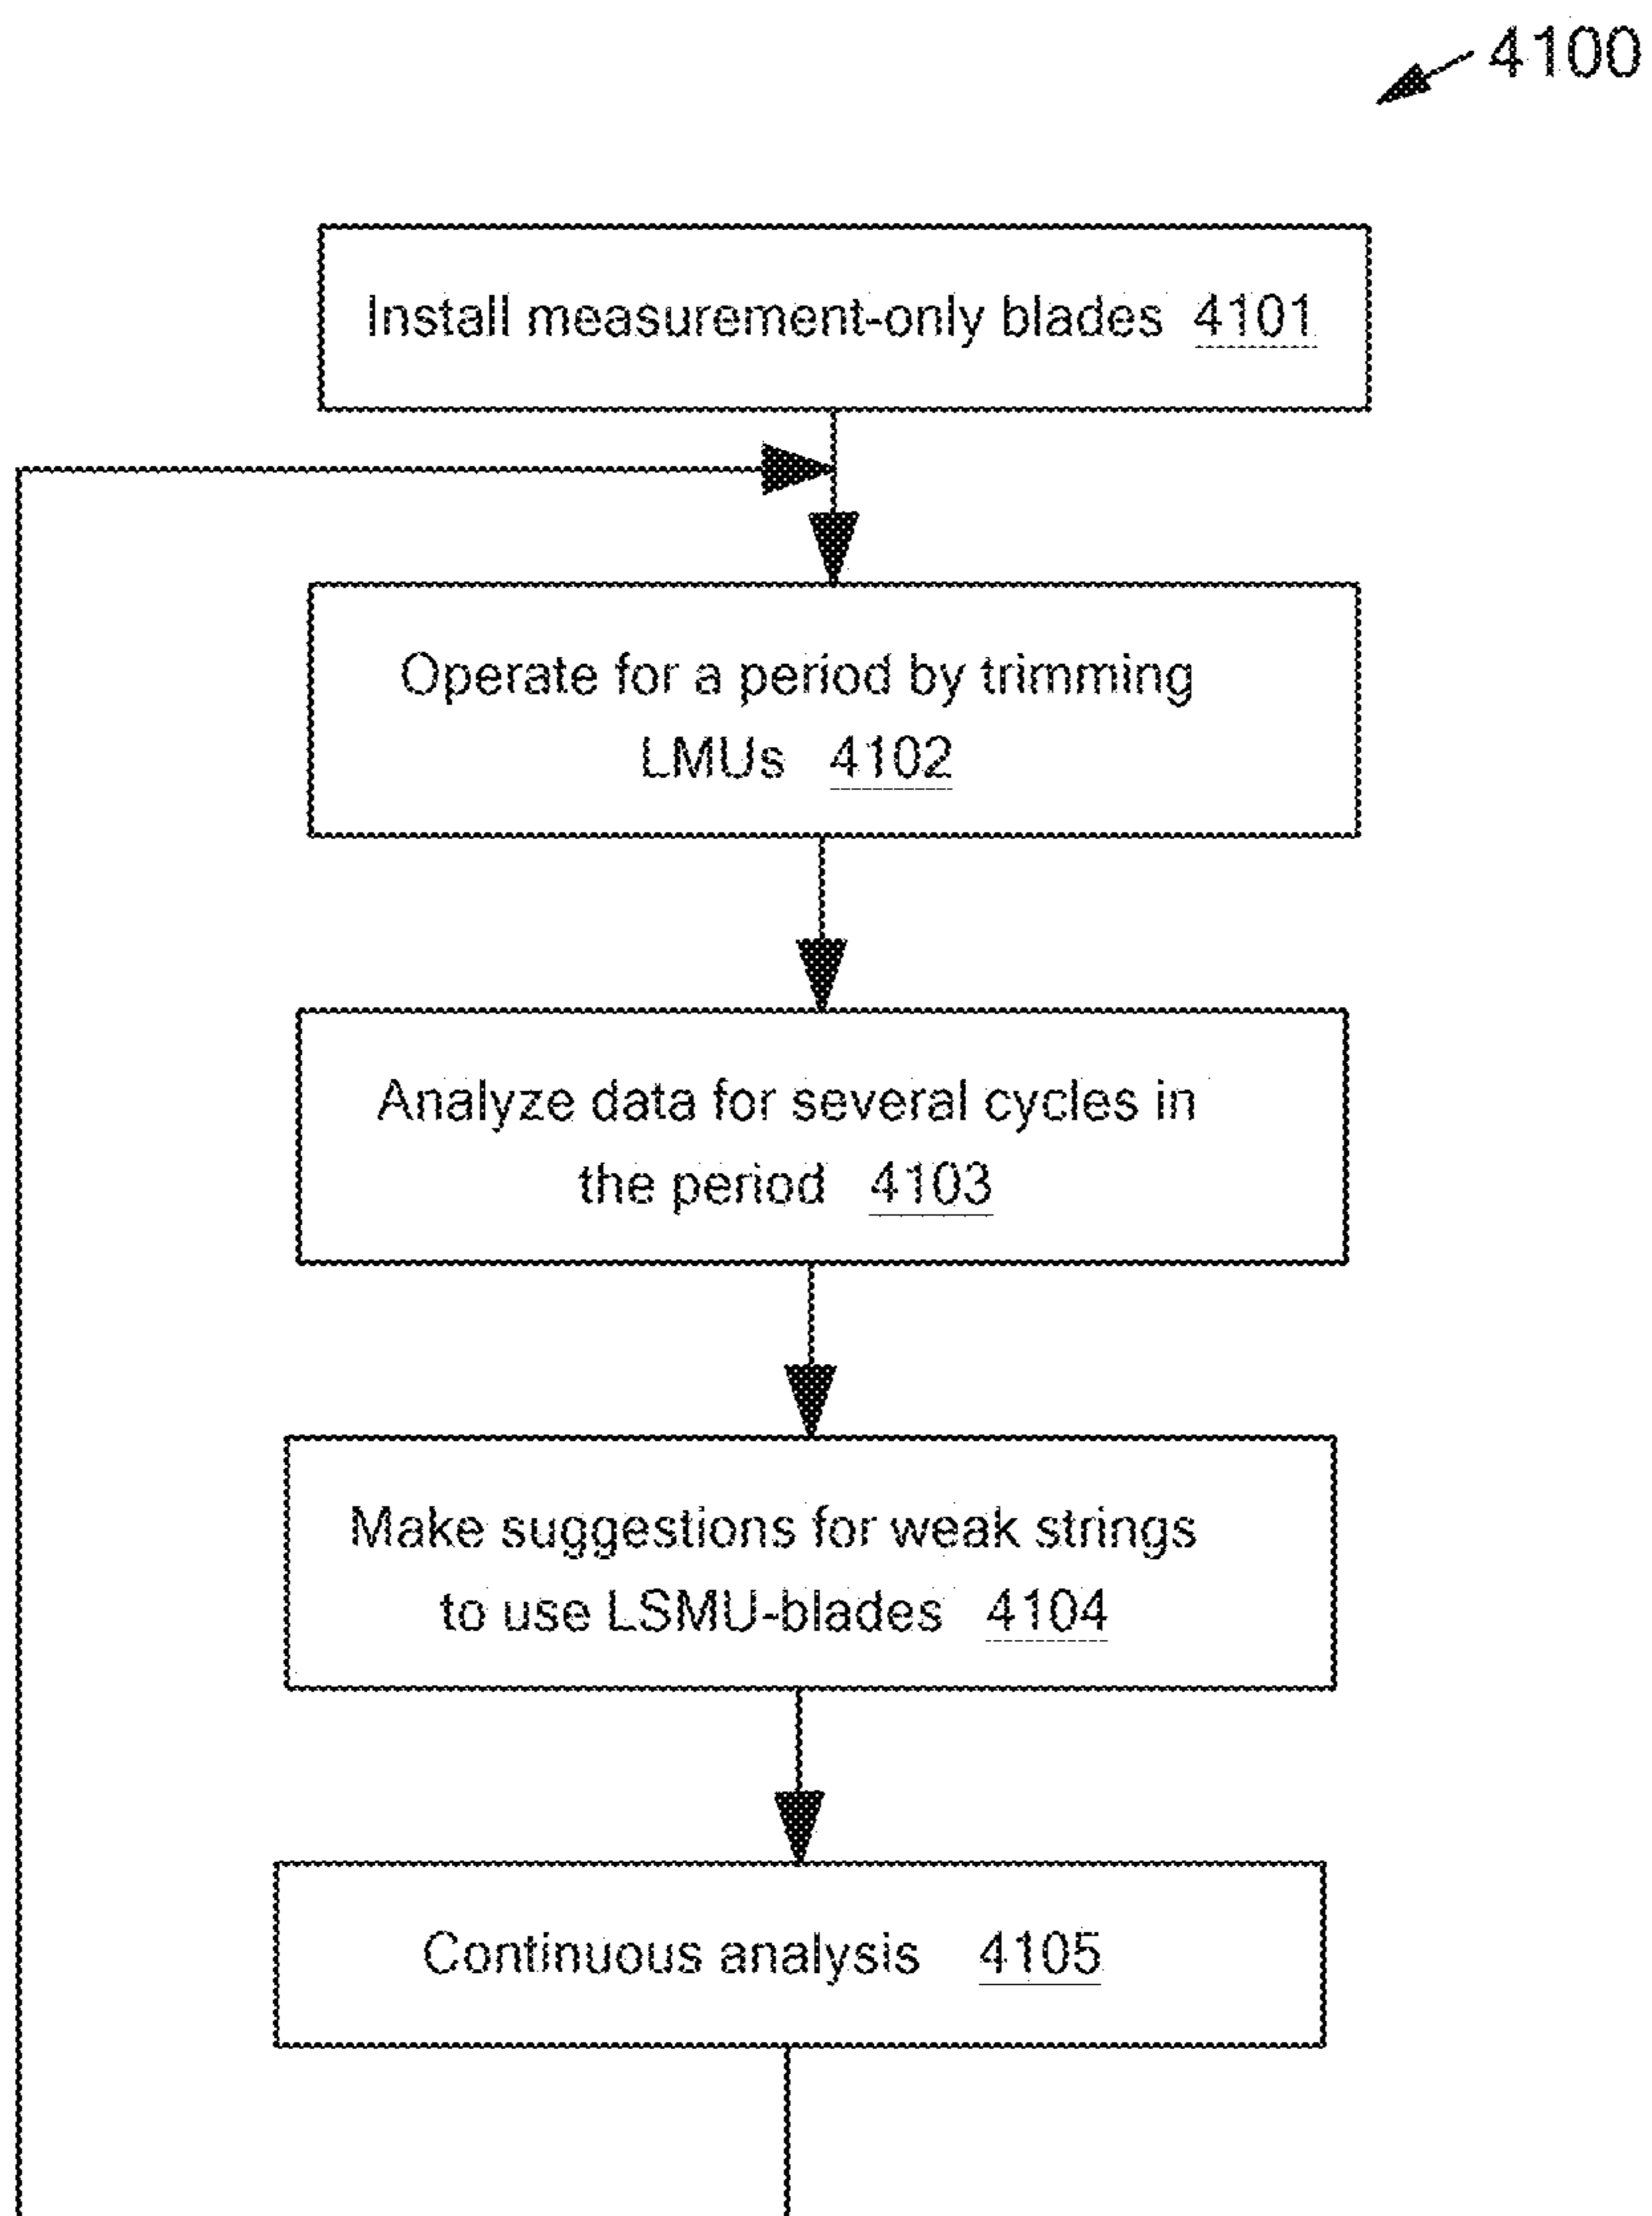 4100
Install measurement-only blades 4101
Operate for a period by trimming
LMUs 4102
Analyze data for several cycles in
the period 4103
Make suggestions for weak strings
to use LSMU-blades 4104
Continuous analysis 4105